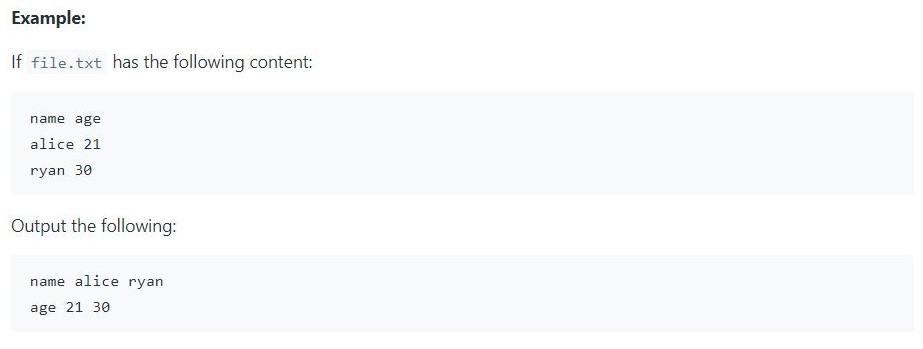 Example:
If file.txt has the following content:
name age
alice 21
ryan 30
Output the following:
name alice ryan
age 21 30